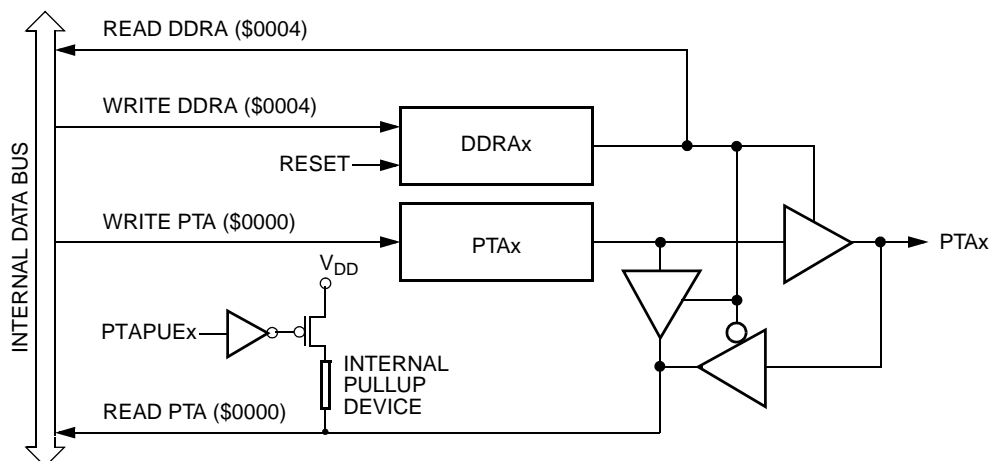 READ DDRA ($0004)
WRITE DDRA ($0004)
DDRAx
RESET
INTERNAL DATA BUS
WRITE PTA ($0000)
PTAx
PTAx
VDD
PTAPUEx
INTERNAL
PULLUP
DEVICE
READ PTA ($0000)